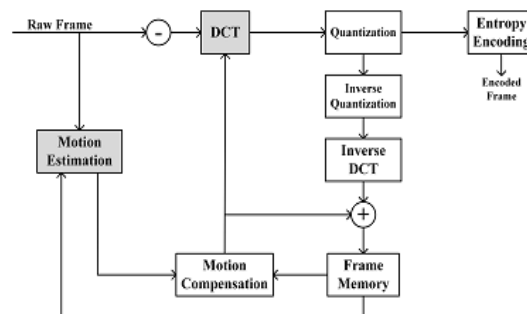 Raw Frame
-
DCT
Quantization
Entropy
Encoding
Encoded
Frame
Inverse
Quantization
Motion
Estimation
Inverse
DCT
+
Motion
Compensation
Frame
Memory